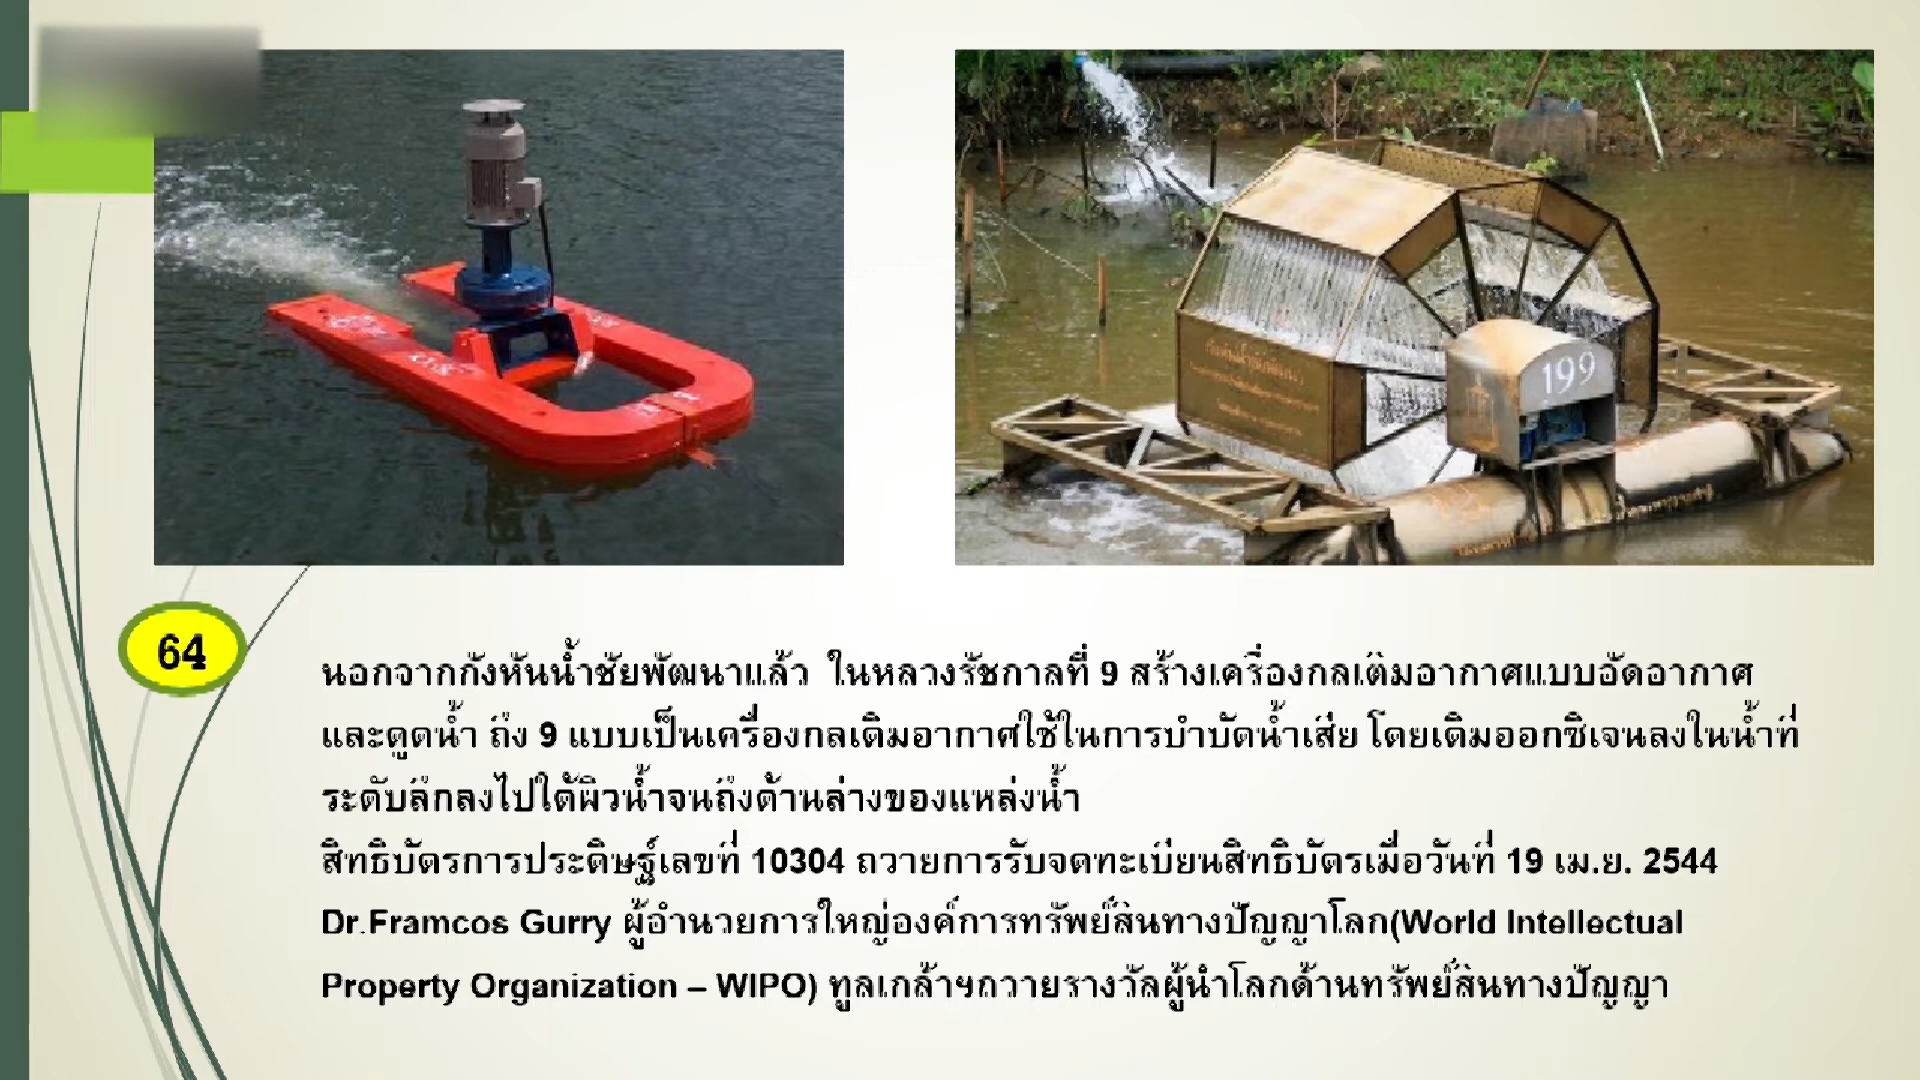 199
64
นอกจากกังหันน้ำชัยพัฒนาแล้ว ในหลวงรัชกาลที่ 9 สร้างเครื่องกลเติมอากาศแบบอัดอากาศ
และดูดน้ำ ถึง 9 แบบเป็นเครื่องกลเติมอากาศใช้ในการบำบัดน้ำเสีย โดยเติมออกซิเจนลงในน้ำที่
ระดับลึกลงไปใต้ผิวน้ำจนถึงด้านล่างของแหล่งน้ำ
สิทธิบัตรการประดิษฐ์เลขที่ 10304 ถวายการรับจดทะเบียนสิทธิบัตรเมื่อวันที่ 19 เม.ย. 2544
Dr.Framcos Gurry ผู้อำนวยการใหญ่องค์การทรัพย์สินทางปัญญาโลก(World Intellectual
Property Organization – WIPO) ทูลเกล้าฯถวายรางวัลผู้นำโลกด้านทรัพย์สินทางปัญญา